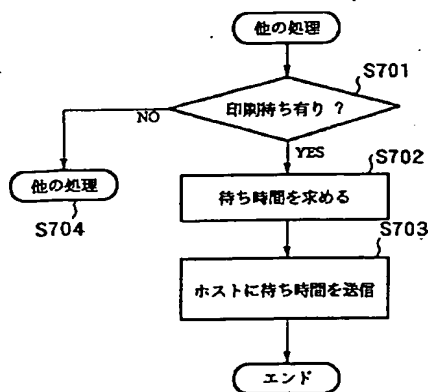 他の処理
S701
印刷待ち有り ?
NO
YES
S702
他の処理
待ち時間を求める
S704
S703
ホストに待ち時間を送信
エンド